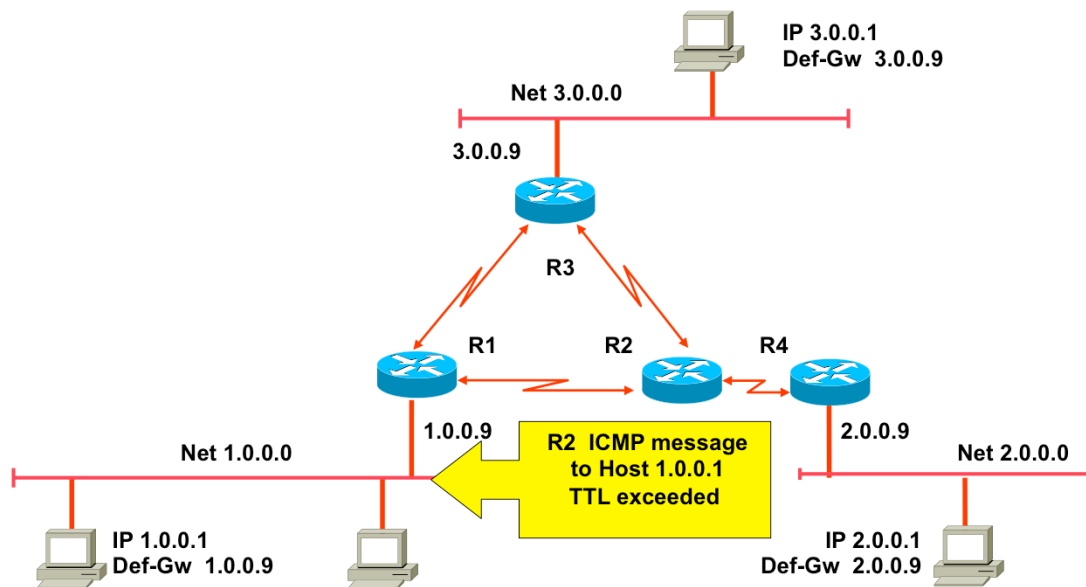 IP 3.0.0.1
Def-Gw 3.0.0.9
Net 3.0.0.0
3.0.0.9
R3
R1
R2
R4
1.0.0.9
2.0.0.9
R2 ICMP message
to Host 1.0.0.1
TTL exceeded
Net 1.0.0.0
Net 2.0.0.0
IP 1.0.0.1
Def-Gw 1.0.0.9
IP 2.0.0.1
Def-Gw 2.0.0.9